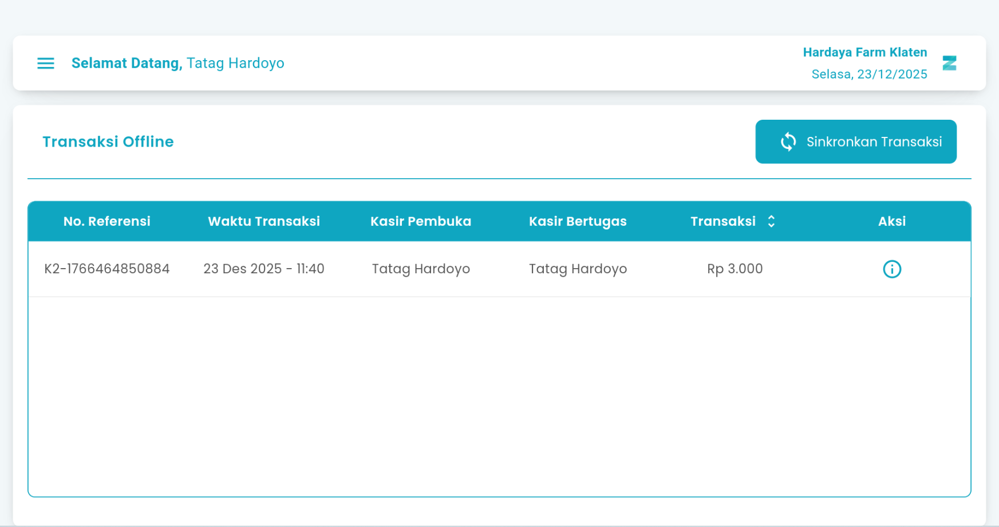 Selamat Datang, Tatag Hardoyo
Hardaya Farm Klaten
Selasa, 23/12/2025
Transaksi Offline
Sinkronkan Transaksi
No. Referensi Waktu Transaksi Kasir Pembuka Kasir Bertugas Transaksi Aksi
K2-1766464850884 23 Des 2025 - 11:40 Tatag Hardoyo Tatag Hardoyo Rp 3.000